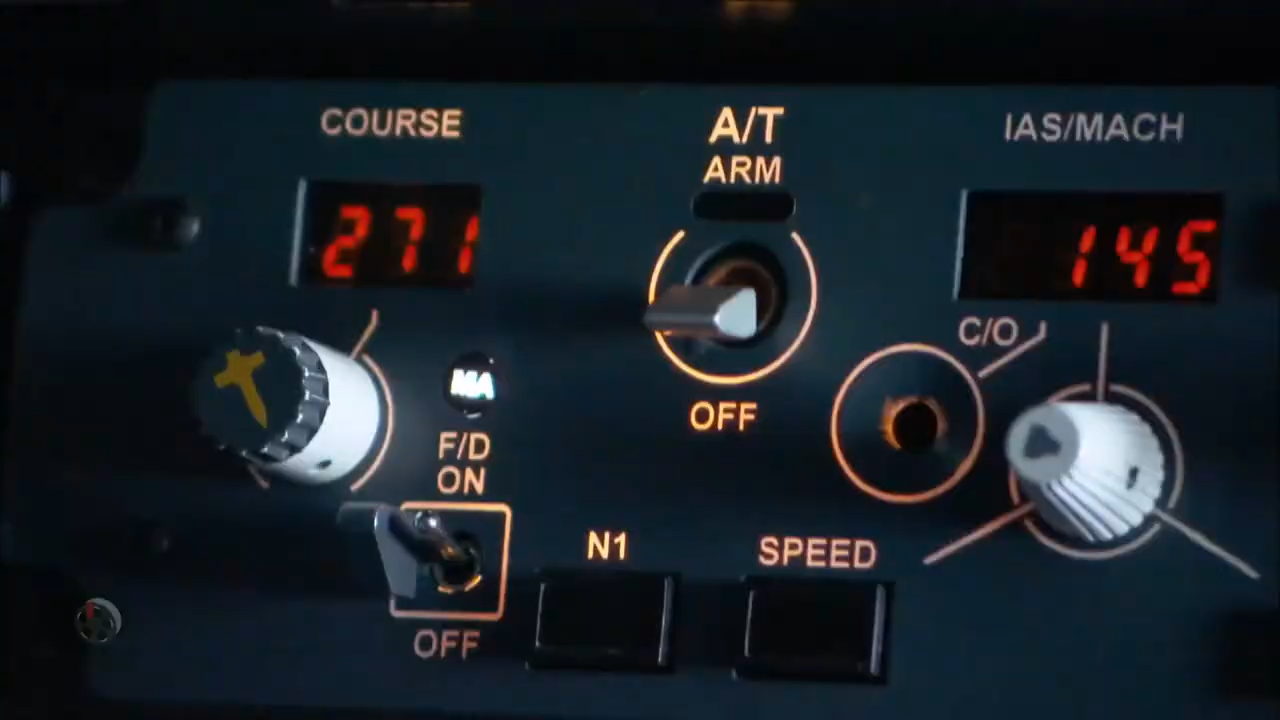 COURSE
A/T
ARM
IAS/MACH
271
145
C/O
MA
OFF
F/D
ON
N1
SPEED
OFF